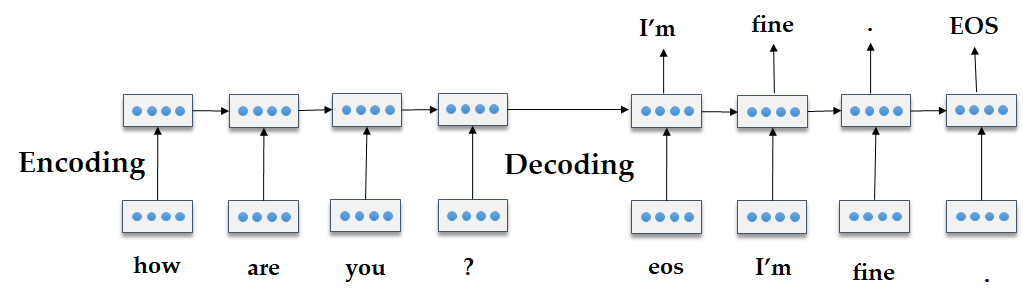 I'm fine . EOS
Encoding Decoding
how are you ? eos I'm fine .